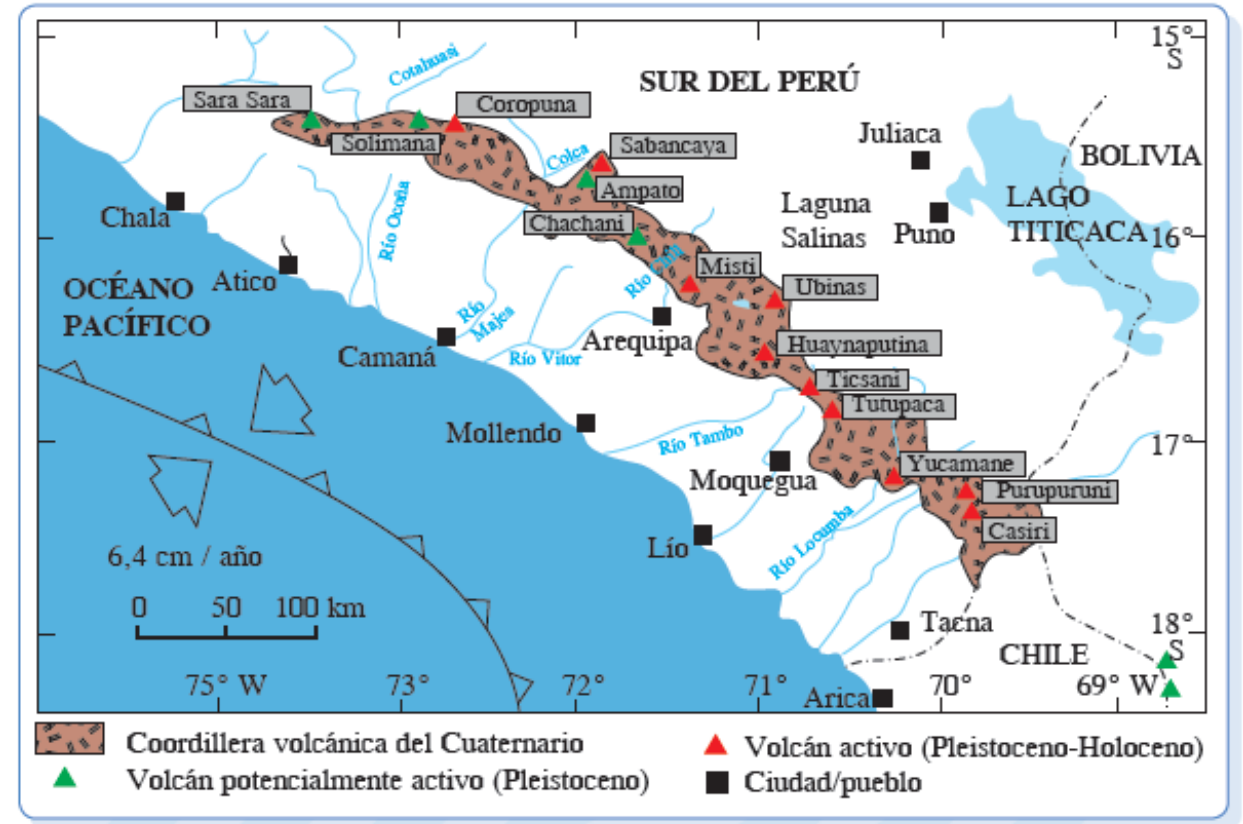 15°
S
Cotahuasi
SUR DEL PERÚ
Sara Sara
Coropuna
Solimana
Juliaca
Sabancaya
BOLIVIA
Colca
Ampato
LAGO
TITICACA
Laguna
Salinas
Puno
Chala
Río Ocoña
Chachani
16°
Río Chili
Misti
OCÉANO
PACÍFICO
Atico
Ubinas
Río
Majes
Arequipa
Camaná
Río Vitor
Huaynaputina
Ticsani
Tutupaca
Mollendo
Río Tambo
17°
Moquegua
Yucamane
Purupuruni
Casiri
Lío
Río Locumba
6,4 cm / año
0 50 100 km
Tacna
18°
S
CHILE
75° W 73° 72° 71° 70° 69° W
Arica
Coordillera volcánica del Cuaternario
Volcán activo (Pleistoceno-Holoceno)
Volcán potencialmente activo (Pleistoceno)
Ciudad/pueblo